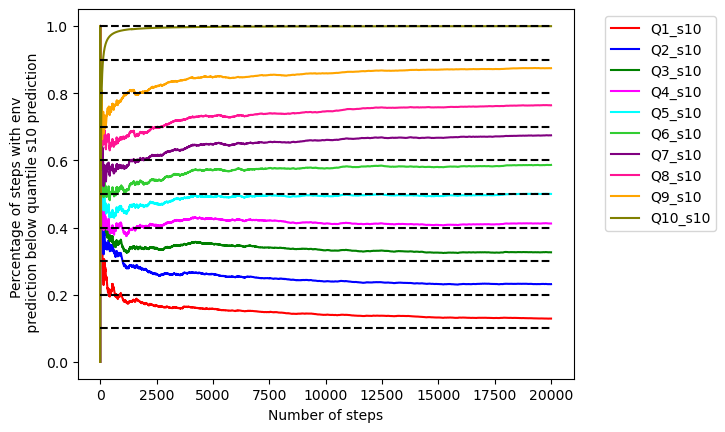 Percentage of steps with env
prediction below quantile s10 prediction
1.0
0.8
0.6
0.4
0.2
0.0
0
2500
5000
7500
10000
12500
15000
17500
20000
Number of steps
Q1_s10
Q2_s10
Q3_s10
Q4_s10
Q5_s10
Q6_s10
Q7_s10
Q8_s10
Q9_s10
Q10_s10